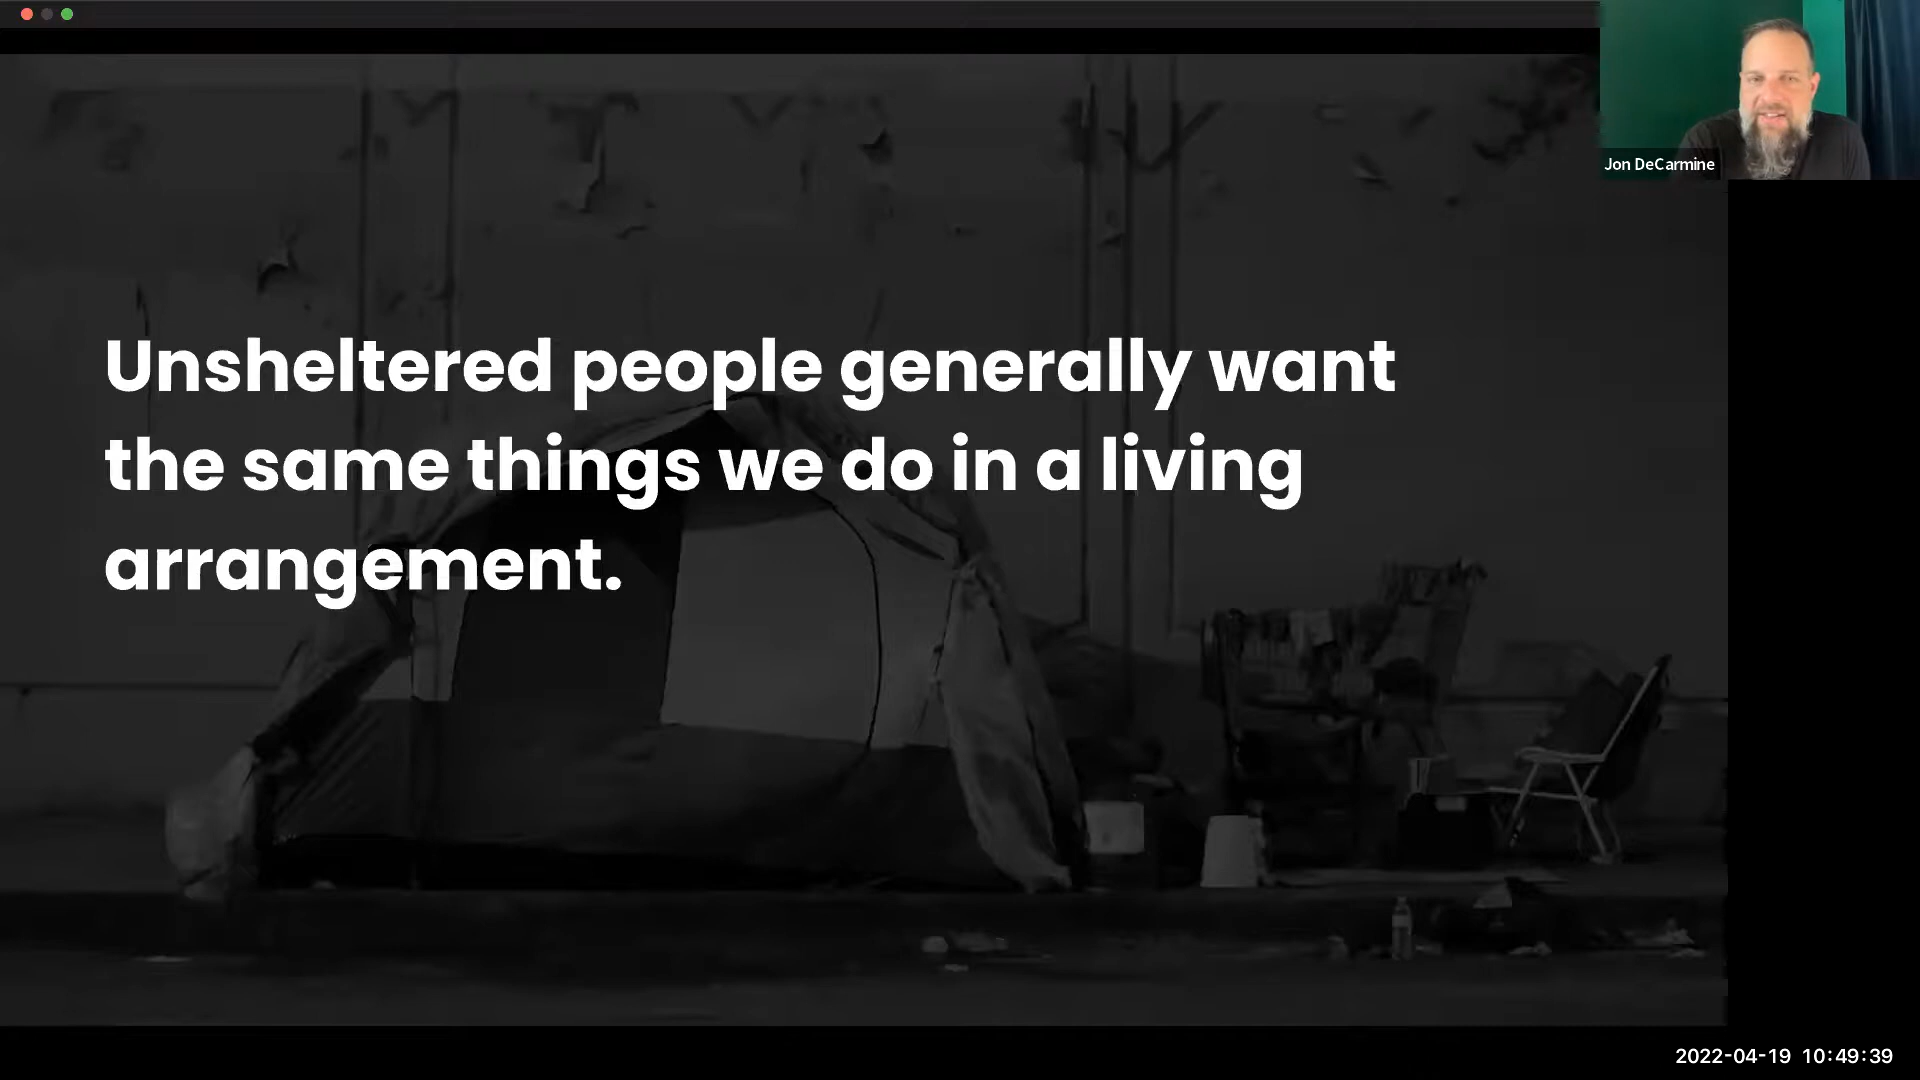 Jon DeCarmine
Unsheltered people generally want
the same things we do in a living
arrangement.
2022-04-19 10:49:39